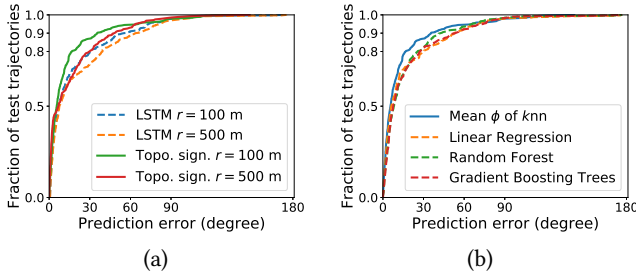 (a)
Fraction of test trajectories
1.0
0.9
0.8
0.5
0.0
LSTM r = 100 m
LSTM r = 500 m
Topo. sign. r = 100 m
Topo. sign. r = 500 m
0 30 60 90 180
Prediction error (degree)
(a)
(b)
Fraction of test trajectories
1.0
0.9
0.8
0.5
0.0
Mean ϕ of knn
Linear Regression
Random Forest
Gradient Boosting Trees
0 30 60 90 180
Prediction error (degree)
(b)